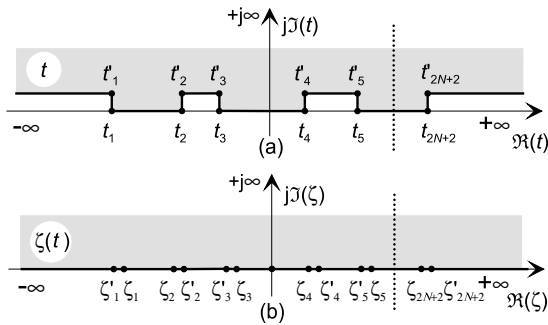 +j∞ jℑ(t)
t t'₁ t'₂ t'₃ t'₄ t'₅ t'₂N+2
-∞ t₁ t₂ t₃ t₄ t₅ t₂N+2 +∞ ℜ(t)
(a)
+j∞ jℑ(ζ)
ζ(t)
-∞ ζ'₁ ζ₁ ζ₂ ζ'₂ ζ'₃ ζ₃ ζ₄ ζ'₄ ζ'₅ ζ₅ ζ₂N+2 ζ'₂N+2 +∞ ℜ(ζ)
(b)